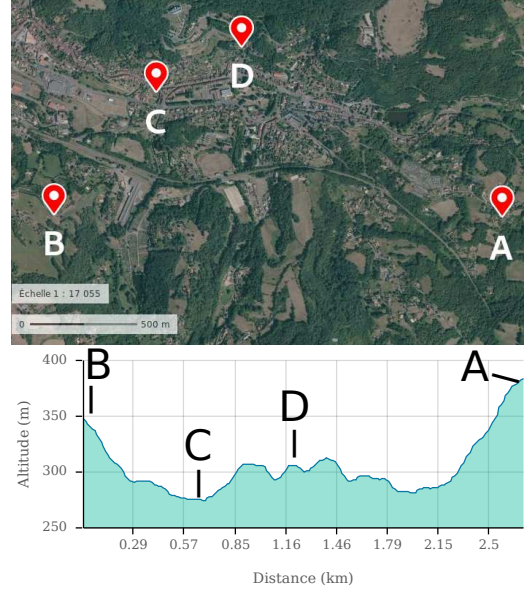 D
C
B
A
Échelle 1 : 17 055
0 500 m
400
B
A
350
D
C
300
250
Altitude (m)
0.29 0.57 0.85 1.16 1.46 1.79 2.15 2.5
Distance (km)